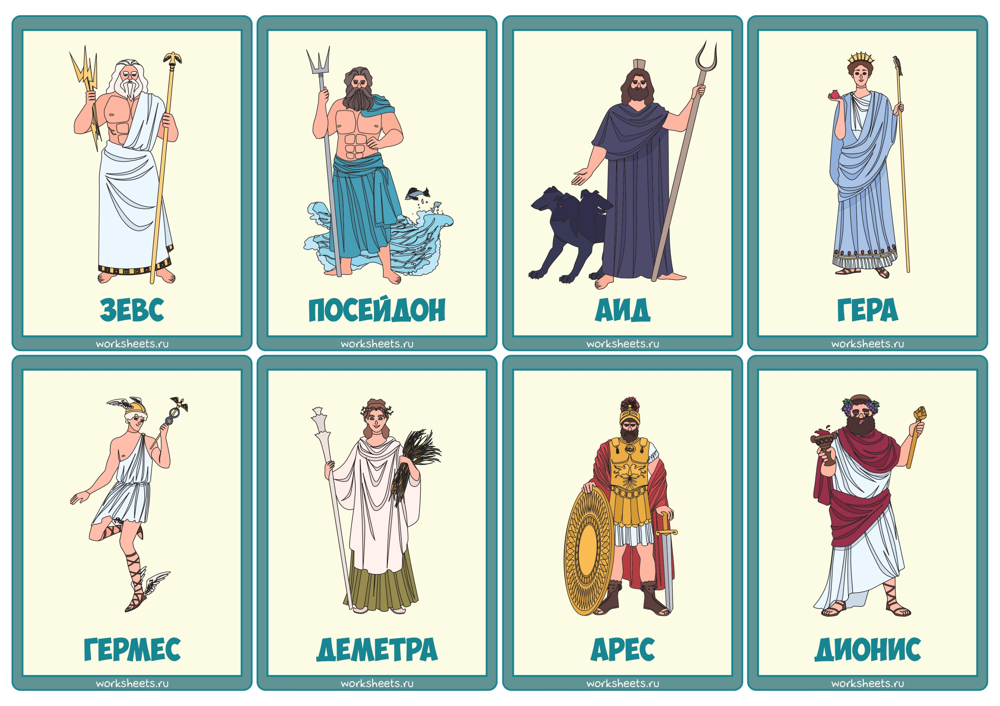 ЗЕВС
worksheets.ru
ПОСЕЙДОН
worksheets.ru
АИД
worksheets.ru
ГЕРА
worksheets.ru
ГЕРМЕС
worksheets.ru
ДЕМЕТРА
worksheets.ru
АРЕС
worksheets.ru
ДИОНИС
worksheets.ru